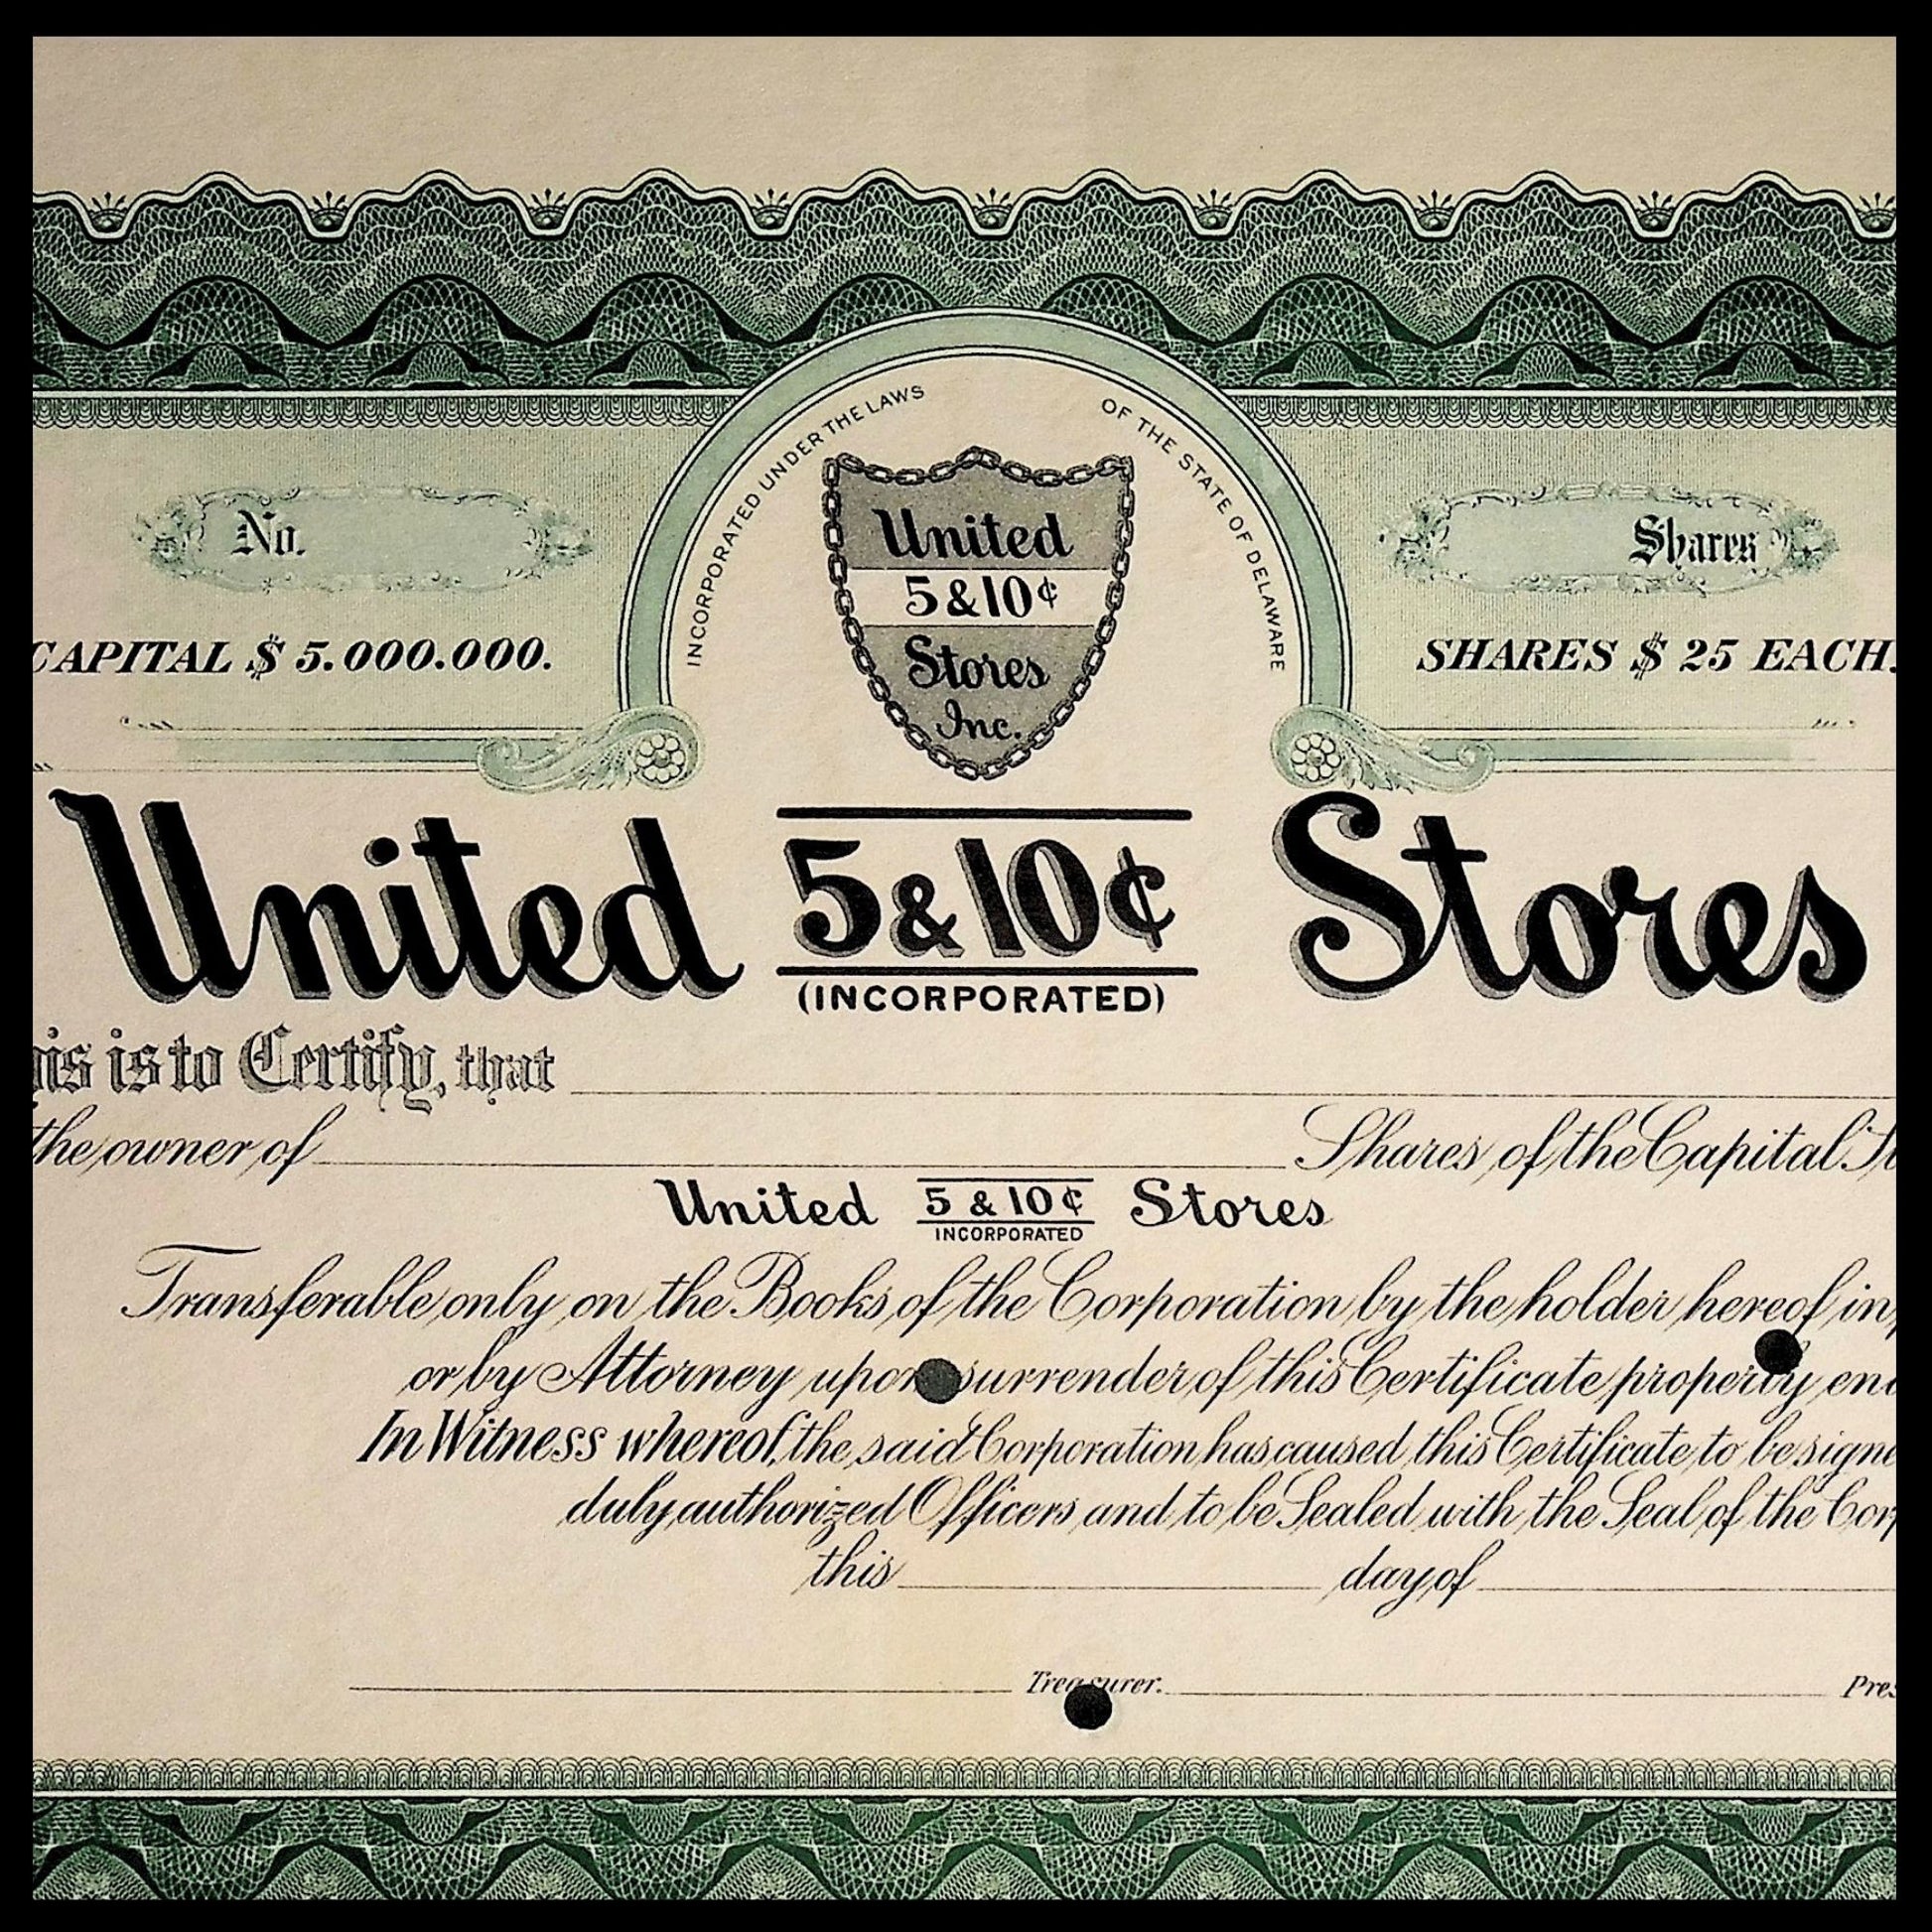 INCORPORATED UNDER THE LAWS OF THE STATE OF DELAWARE
United
5 & 10¢
Stores
Inc.
No.
Shares
CAPITAL $ 5.000.000.
SHARES $ 25 EACH.
United 5 & 10¢ Stores
(INCORPORATED)
is is to Certify, that
the owner of Shares of the Capital
United 5 & 10¢ Stores
INCORPORATED
Transferable only on the Books of the Corporation by the holder hereof in
or by Attorney upon surrender of this Certificate properly en
In Witness whereof, the said Corporation has caused this Certificate to be signe
duly authorized Officers and to be Sealed with the Seal of the Cor
this day of
Treasurer. Pres